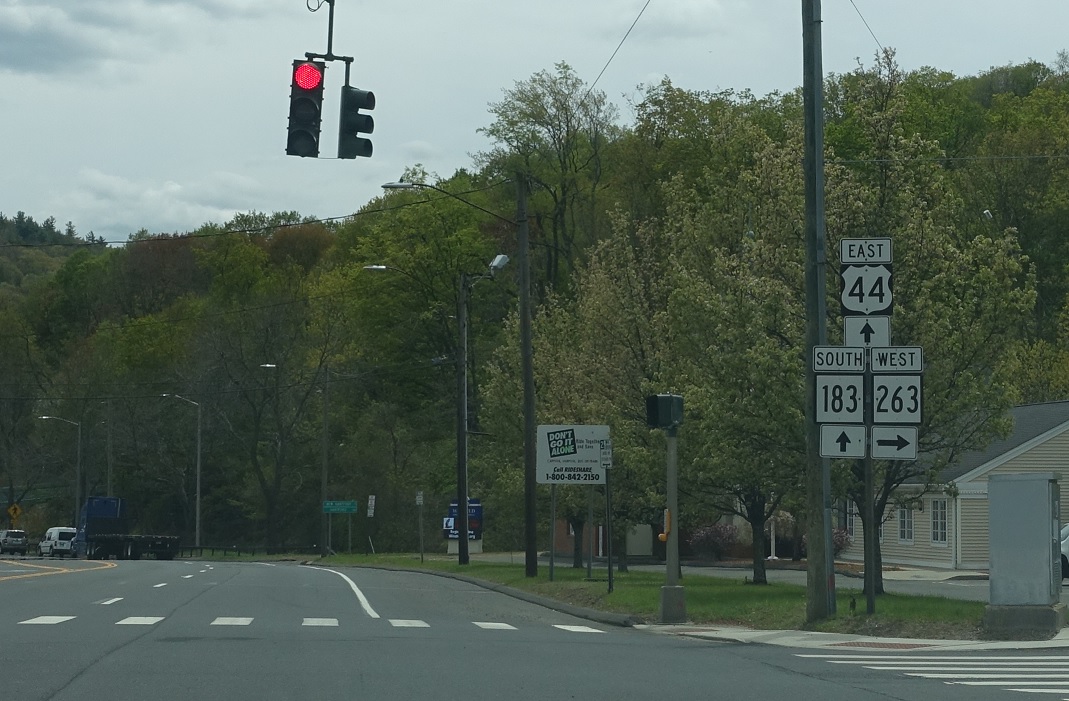 EAST
44
SOUTH WEST
183 263
DON'T
GO IT
ALONE
Call RIDESHARE
1-800-842-2150